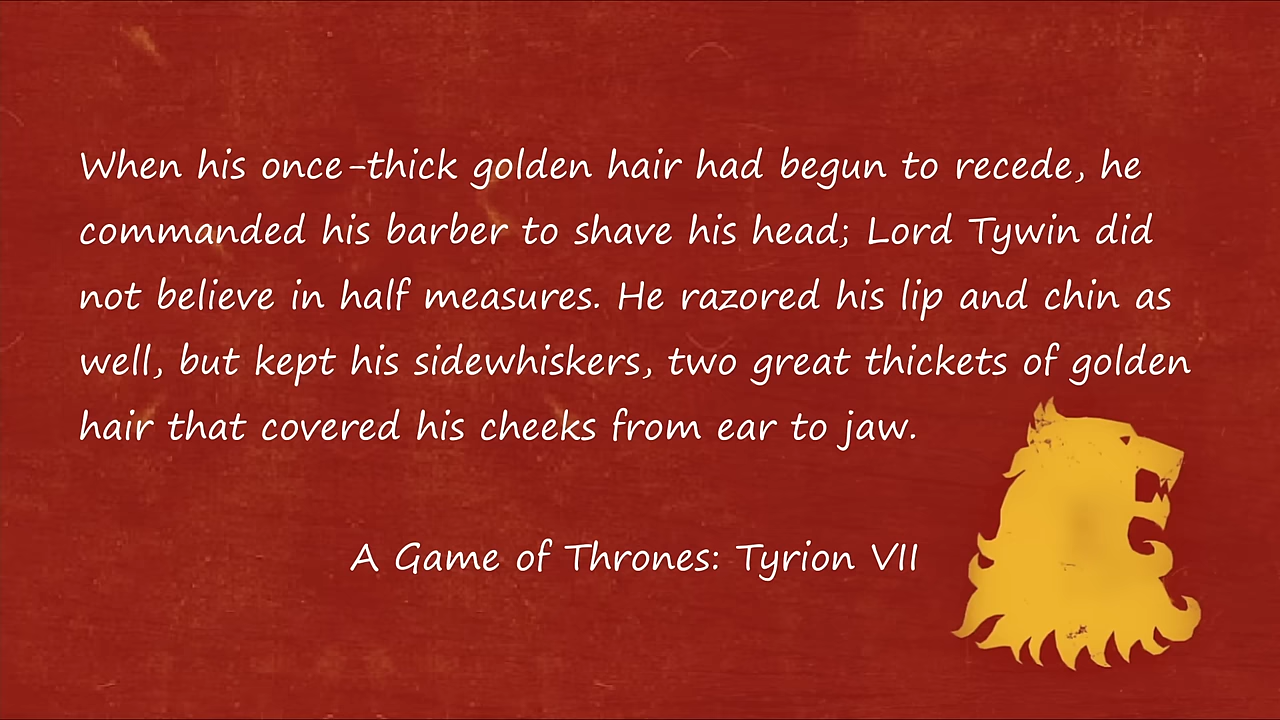 When his once-thick golden hair had begun to recede, he
commanded his barber to shave his head; Lord Tywin did
not believe in half measures. He razored his lip and chin as
well, but kept his sidewhiskers, two great thickets of golden
hair that covered his cheeks from ear to jaw.
A Game of Thrones: Tyrion VII